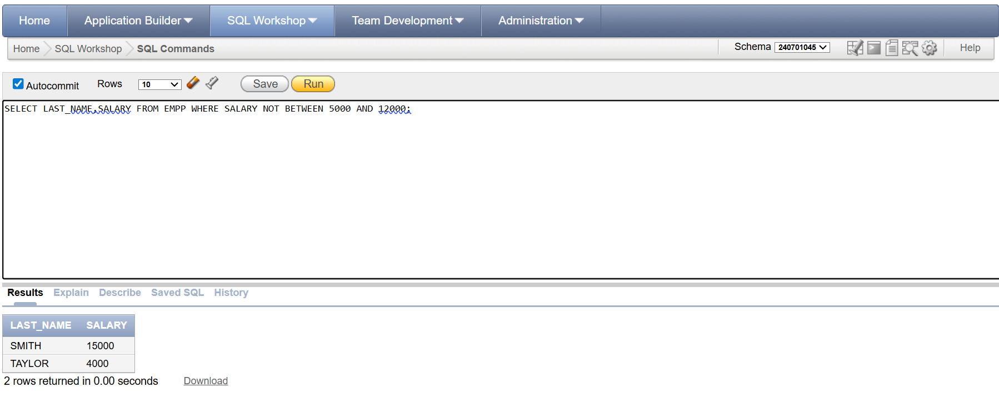 Home Application Builder SQL Workshop Team Development Administration
Home SQL Workshop SQL Commands Schema 240701045 Help
Autocommit Rows 10 Save Run
SELECT LAST_NAME,SALARY FROM EMPP WHERE SALARY NOT BETWEEN 5000 AND 12000;
Results Explain Describe Saved SQL History
LAST_NAME SALARY
SMITH 15000
TAYLOR 4000
2 rows returned in 0.00 seconds Download